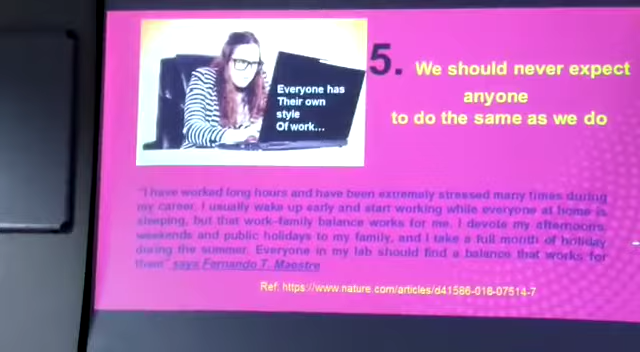 Everyone has
Their own
style
Of work...
5. We should never expect
anyone
to do the same as we do
"I have worked long hours and have been extremely stressed many times during
my career. I usually wake up early and start working while everyone at home is
sleeping, but that work-family balance works for me. I devote my afternoons,
weekends and public holidays to my family, and I take a full month of holiday
during the summer. Everyone in my lab should find a balance that works for
them" says Fernando T. Maestre
Ref: https://www.nature.com/articles/d41586-018-07514-7